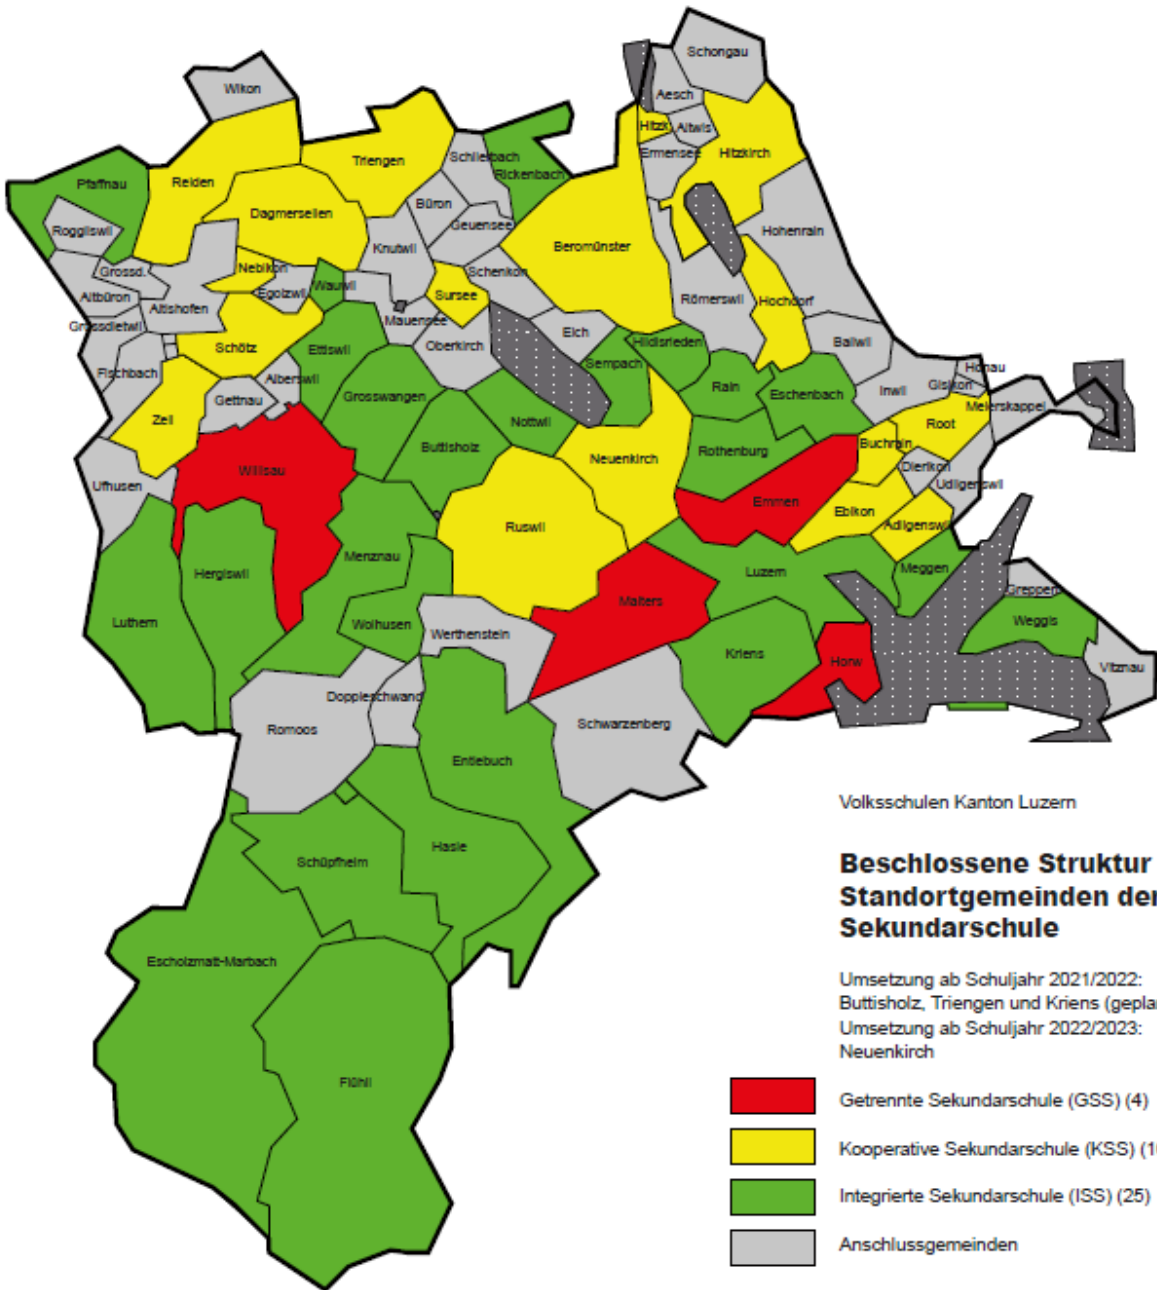 Schongau
Wikon
Aesch
Hitzk
Altwis
Triengen
Ermensee
Hitzkirch
Schlierbach
Rickenbach
Pfaffnau
Reiden
Büron
Dagmersellen
Roggliswil
Geuensee
Hohenrain
Knutwil
Beromünster
Grossd.
Nebikon
Schenkon
Wauwil
Egolzwil
Sursee
Altbüron
Römerswil
Hochdorf
Altishofen
Mauensee
Grossdietwil
Eich
Hildisrieden
Ballwil
Schötz
Ettiswil
Oberkirch
Sempach
Honau
Fischbach
Alberswil
Gisikon
Rain
Inwil
Eschenbach
Gettnau
Grosswangen
Meierskappel
Zell
Nottwil
Root
Buttisholz
Buchrain
Rothenburg
Neuenkirch
Willisau
Dierikon
Ufhusen
Udligenswil
Emmen
Ebikon
Ruswil
Adligenswil
Menznau
Meggen
Luzern
Hergiswil
Greppen
Malters
Luthern
Wolhusen
Weggis
Werthenstein
Kriens
Horw
Vitznau
Doppleschwand
Schwarzenberg
Romoos
Entlebuch
Volksschulen Kanton Luzern
Hasle
Schüpfheim
Beschlossene Struktur
Standortgemeinden der
Sekundarschule
Escholzmatt-Marbach
Umsetzung ab Schuljahr 2021/2022:
Buttisholz, Triengen und Kriens (gepla
Umsetzung ab Schuljahr 2022/2023:
Neuenkirch
Flühli
Getrennte Sekundarschule (GSS) (4)
Kooperative Sekundarschule (KSS) (1
Integrierte Sekundarschule (ISS) (25)
Anschlussgemeinden